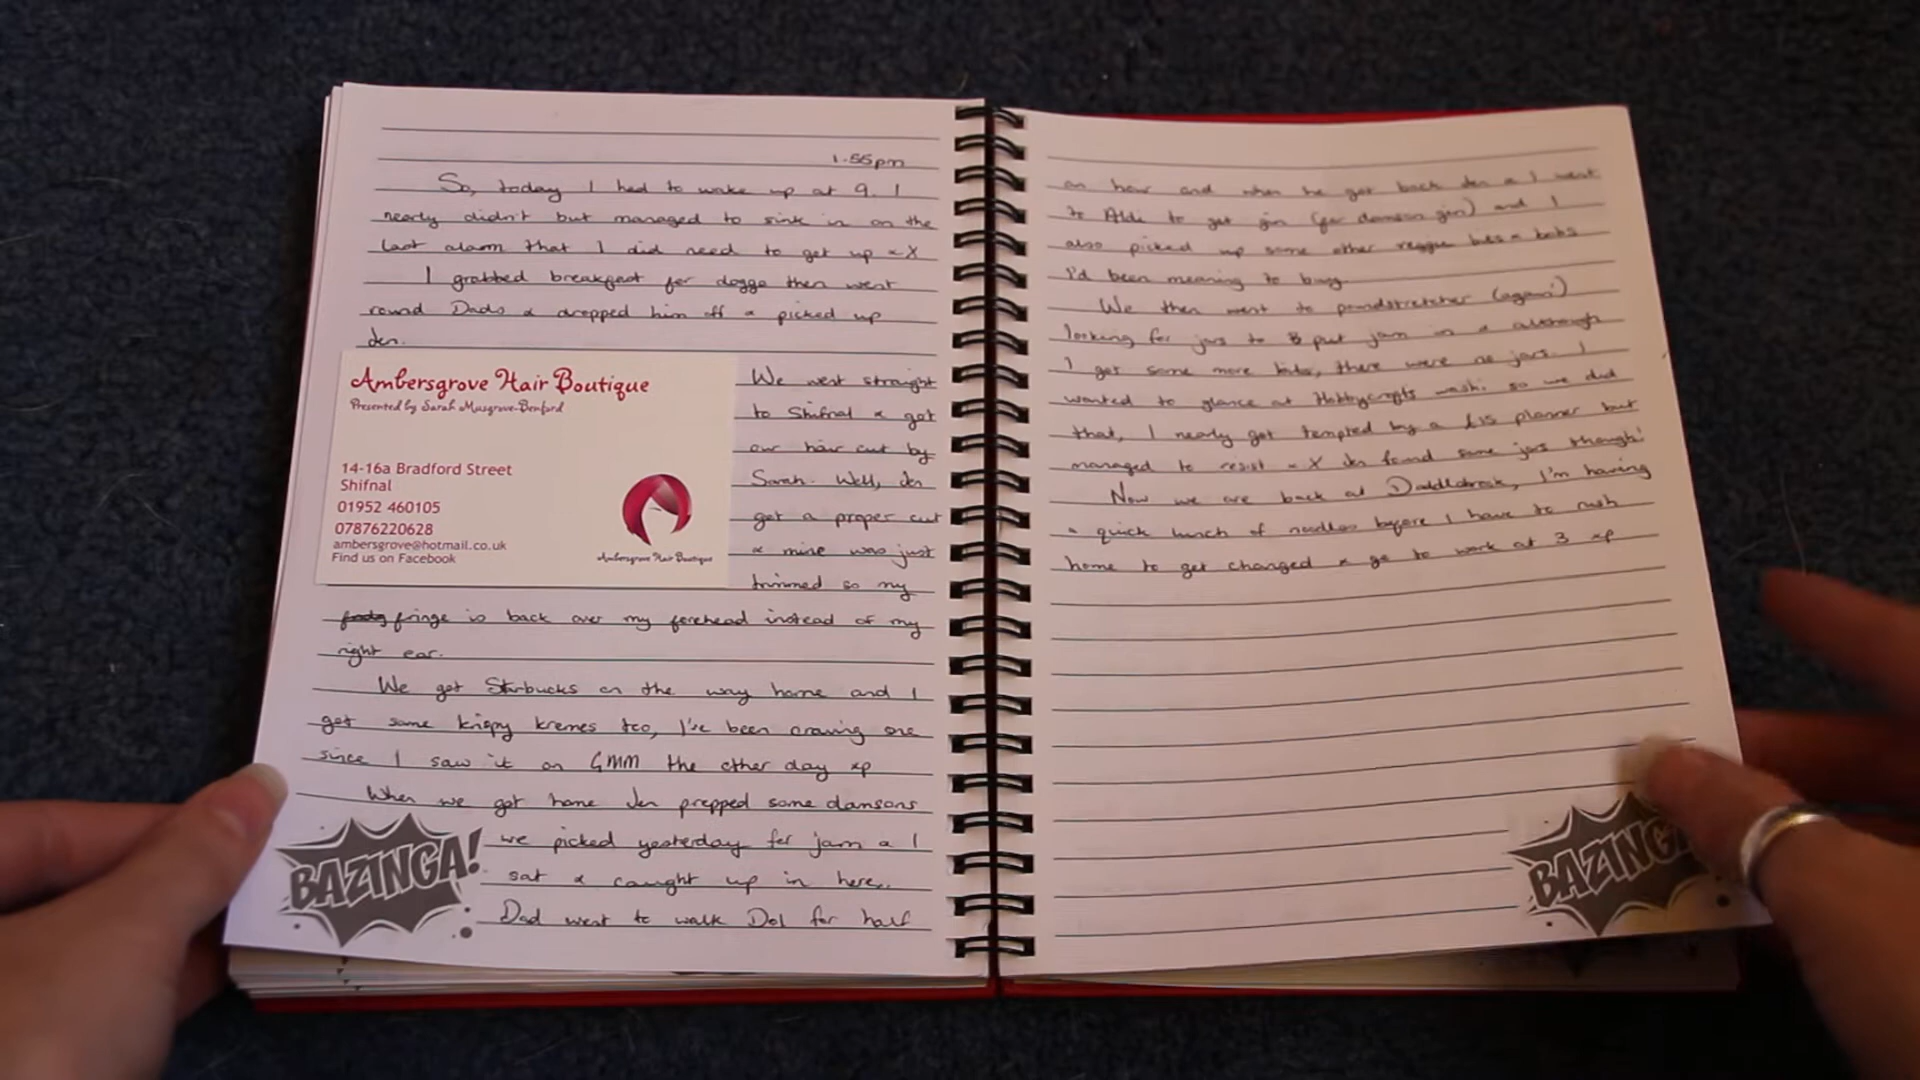 1.55pm
So, today I had to wake up at 9. I
nearly didn't but managed to sink in on the
last alarm that I did need to get up xX
I grabbed breakfast for doggo then went
round Dads & dropped him off & picked up
Jen.
Ambersgrove Hair Boutique
Presented by Sarah Musgrove-Benford
14-16a Bradford Street
Shifnal
01952 460105
07876220628
ambersgrove@hotmail.co.uk
Find us on Facebook
Ambersgrove Hair Boutique
We went straight
to Shifnal & got
our hair cut by
Sarah. Well, Jen
got a proper cut
& mine was just
trimmed so my
fringe is back over my forehead instead of my
right ear.
We got Starbucks on the way home and I
got some krispy kremes too, I've been craving one
since I saw it on GMM the other day xp
When we got home Jen prepped some damsons
we picked yesterday for jam & I
sat & caught up in here..
Dad went to walk Dol for half
BAZINGA!
an hour and when he got back Jen & I went
to Aldi to get gin (for damson gin) and I
also picked up some other veggie bits & bobs
I'd been meaning to buy.
We then went to poundstretcher (again!)
looking for jars to put jam in & although
I got some more bits, there were no jars. I
wanted to glance at Hobbycrafts washi so we did
that, I nearly got tempted by a £15 planner but
managed to resist xX Jen found some jars though!
Now we are back at Daddlebrook, I'm having
a quick lunch of noodles before I have to rush
home to get changed & go to work at 3 xp
BAZINGA